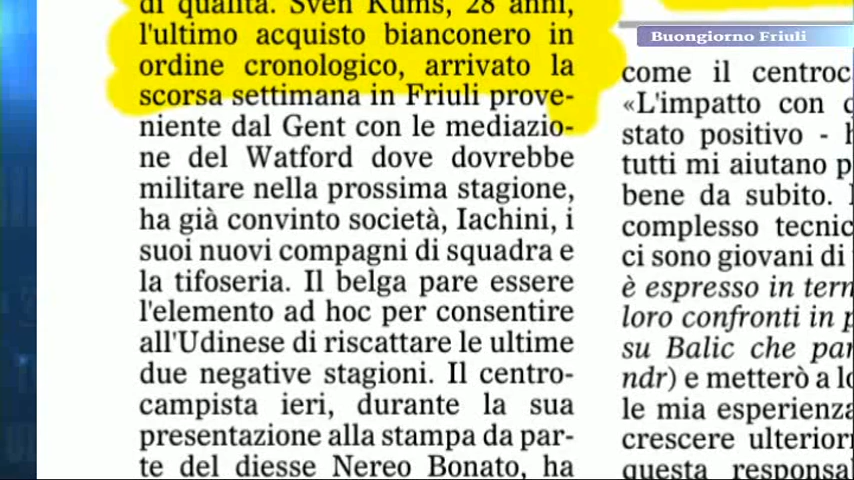 di qualità. Sven Kums, 28 anni,
l'ultimo acquisto bianconero in
ordine cronologico, arrivato la
scorsa settimana in Friuli prove-
niente dal Gent con le mediazio-
ne del Watford dove dovrebbe
militare nella prossima stagione,
ha già convinto società, Iachini, i
suoi nuovi compagni di squadra e
la tifoseria. Il belga pare essere
l'elemento ad hoc per consentire
all'Udinese di riscattare le ultime
due negative stagioni. Il centro-
campista ieri, durante la sua
presentazione alla stampa da par-
te del diesse Nereo Bonato, ha
Buongiorno Friuli
come il centroc
«L'impatto con q
stato positivo - h
tutti mi aiutano p
bene da subito.
complesso tecnic
ci sono giovani di
è espresso in tern
loro confronti in p
su Balic che par
ndr) e metterò a lo
le mia esperienza
crescere ulteriorr
questa responsal